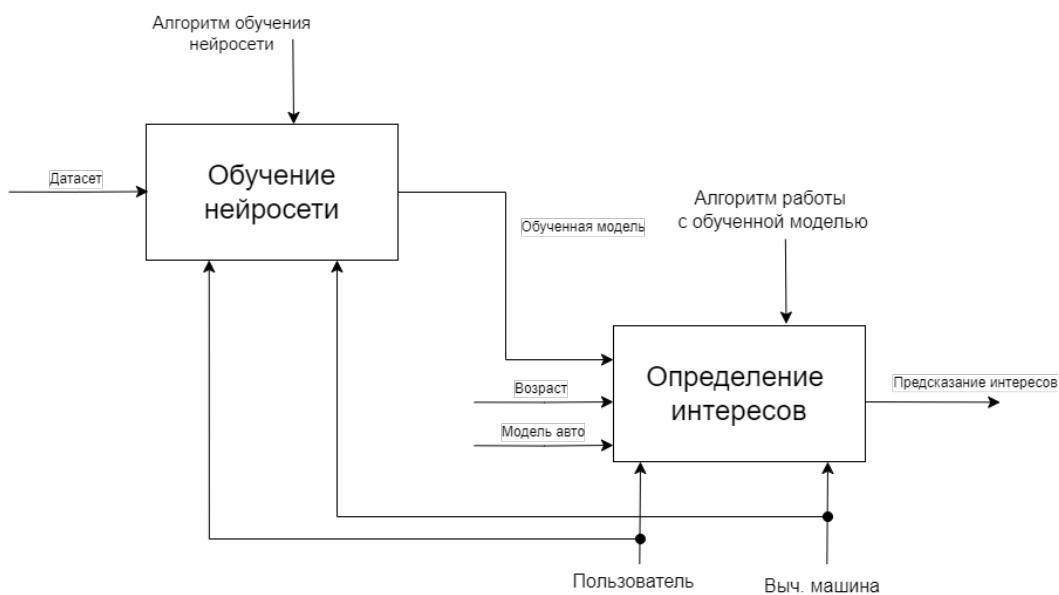 Алгоритм обучения
нейросети
Датасет
Обучение
нейросети
Обученная модель
Алгоритм работы
с обученной моделью
Возраст
Модель авто
Определение
интересов
Предсказание интересов
Пользователь
Выч. машина